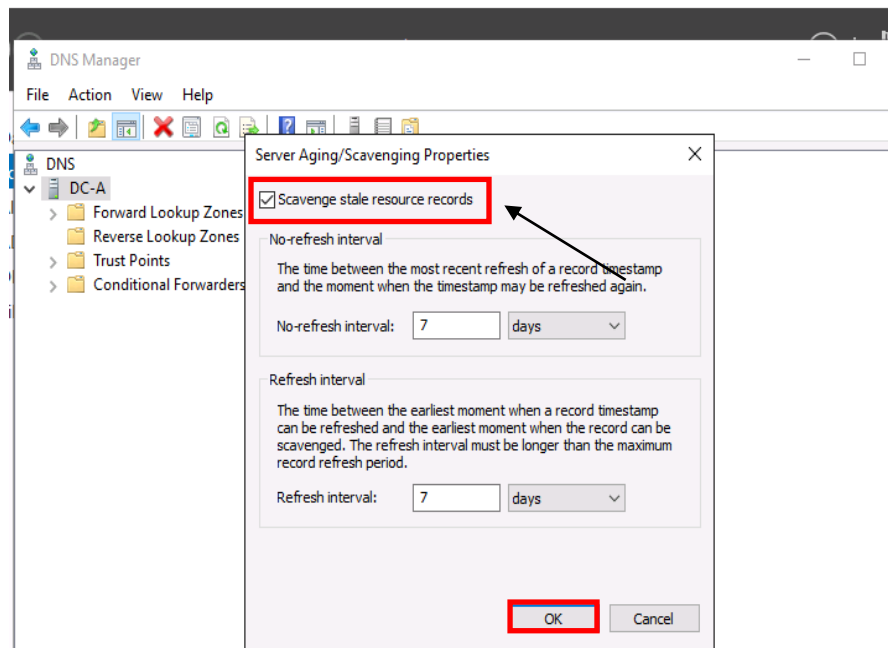 DNS Manager
File Action View Help
DNS
DC-A
Forward Lookup Zones
Reverse Lookup Zones
Trust Points
Conditional Forwarders
Server Aging/Scavenging Properties
Scavenge stale resource records
No-refresh interval
The time between the most recent refresh of a record timestamp
and the moment when the timestamp may be refreshed again.
No-refresh interval: 7 days
Refresh interval
The time between the earliest moment when a record timestamp
can be refreshed and the earliest moment when the record can be
scavenged. The refresh interval must be longer than the maximum
record refresh period.
Refresh interval: 7 days
OK Cancel